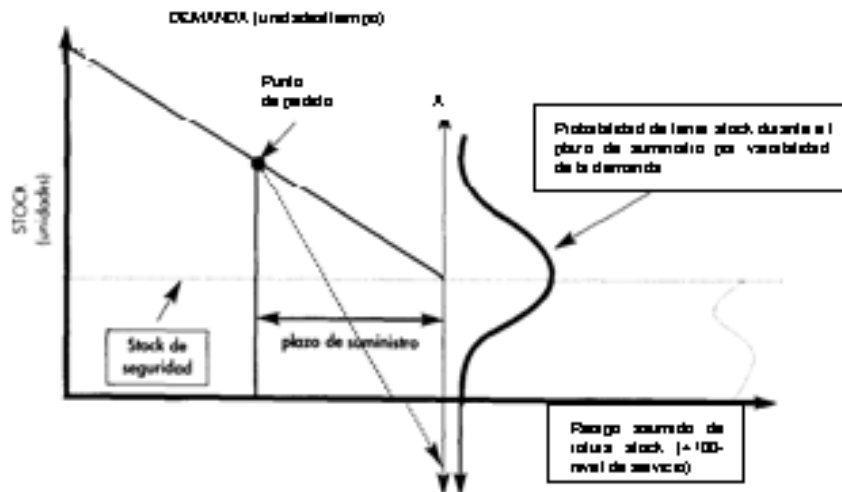 DEMANDA (unidades/tiempo)
Punto
de pedido
A
Probabilidad de tener stock durante el
plazo de suministro por variabilidad
de la demanda
STOCK
(unidades)
Stock de
seguridad
plazo de suministro
Riesgo asumido de
rotura stock (=100-
nivel de servicio)